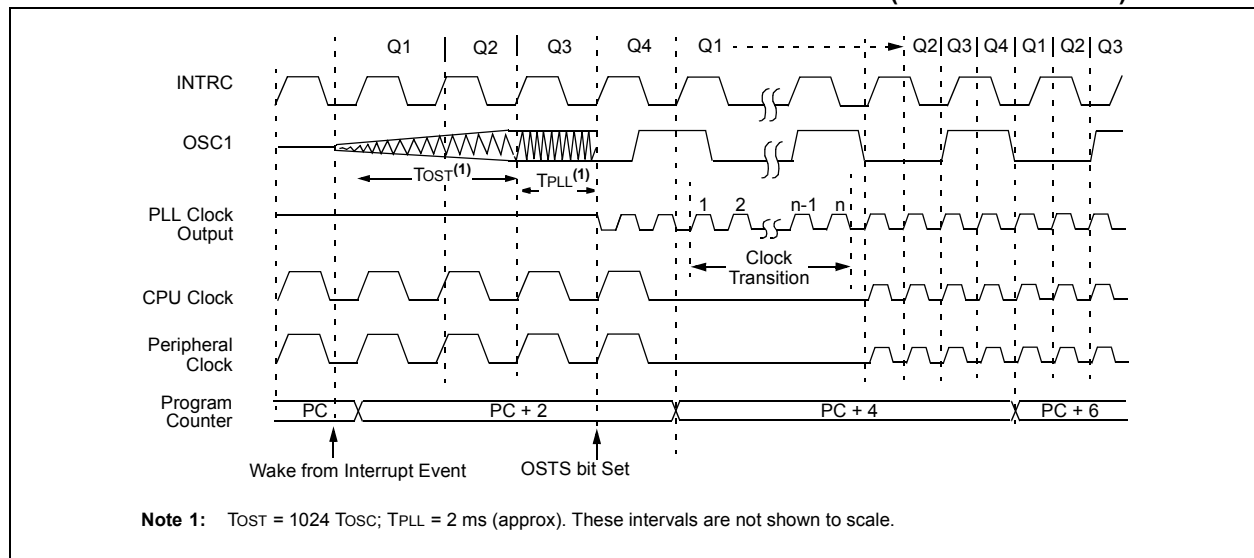 Q1 Q2 Q3 Q4 Q1 Q2 Q3 Q4 Q1 Q2 Q3
INTRC
OSC1
TOST(1) TPLL(1)
1 2 n-1 n
PLL Clock
Output
Clock
Transition
CPU Clock
Peripheral
Clock
Program
Counter
PC PC + 2 PC + 4 PC + 6
Wake from Interrupt Event OSTS bit Set
Note 1: TOST = 1024 TOSC; TPLL = 2 ms (approx). These intervals are not shown to scale.